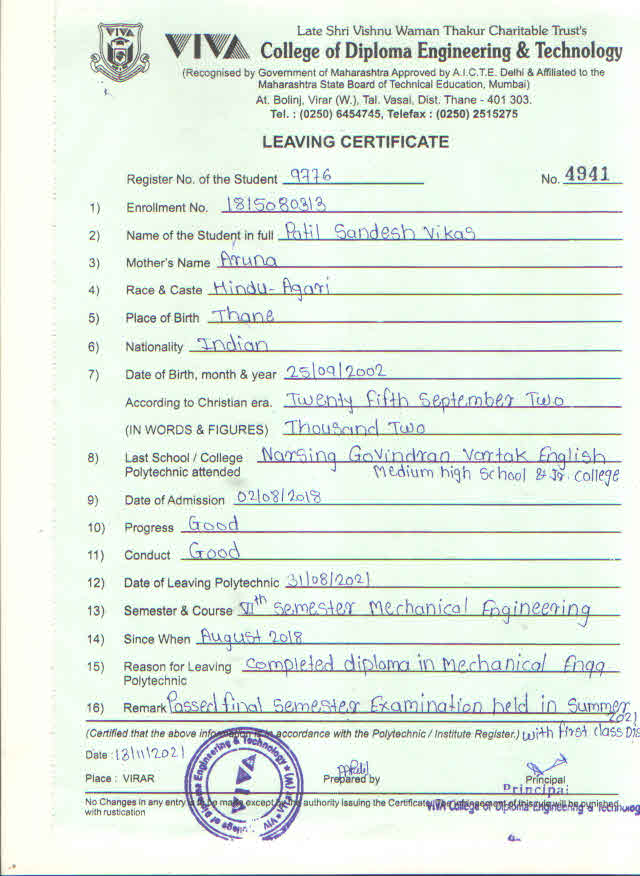 Late Shri Vishnu Waman Thakur Charitable Trust's
VIVA College of Diploma Engineering & Technology
(Recognised by Government of Maharashtra Approved by A.I.C.T.E. Delhi & Affiliated to the
Maharashtra State Board of Technical Education, Mumbai)
At. Bolinj, Virar (W.), Tal. Vasai, Dist. Thane - 401 303.
Tel. : (0250) 6454745, Telefax : (0250) 2515275
LEAVING CERTIFICATE
Register No. of the Student 9776 No. 4941
1) Enrollment No. 1815080313
2) Name of the Student in full Patil Sandesh Vikas
3) Mother's Name Aruna
4) Race & Caste Hindu-Agari
5) Place of Birth Thane
6) Nationality Indian
7) Date of Birth, month & year 25/09/2002
According to Christian era. Twenty fifth September Two
(IN WORDS & FIGURES) Thousand Two
8) Last School / College Narsing Govindrao Vartak English
Polytechnic attended Medium high School & Jr. college
9) Date of Admission 02/08/2018
10) Progress Good
11) Conduct Good
12) Date of Leaving Polytechnic 31/08/2021
13) Semester & Course VIth semester Mechanical Engineering
14) Since When August 2018
15) Reason for Leaving completed diploma in Mechanical Engg
Polytechnic
16) Remark Passed final semester Examination held in Summer
2021
(Certified that the above information is in accordance with the Polytechnic / Institute Register.) with first class Dis
Date : 18/11/2021
Place : VIRAR Prepared by Principal
Principal
No Changes in any entry is to be made except by the authority issuing the Certificate. The infringement of this rule will be punished
with rustication
VIVA College of Diploma Engineering & Technology